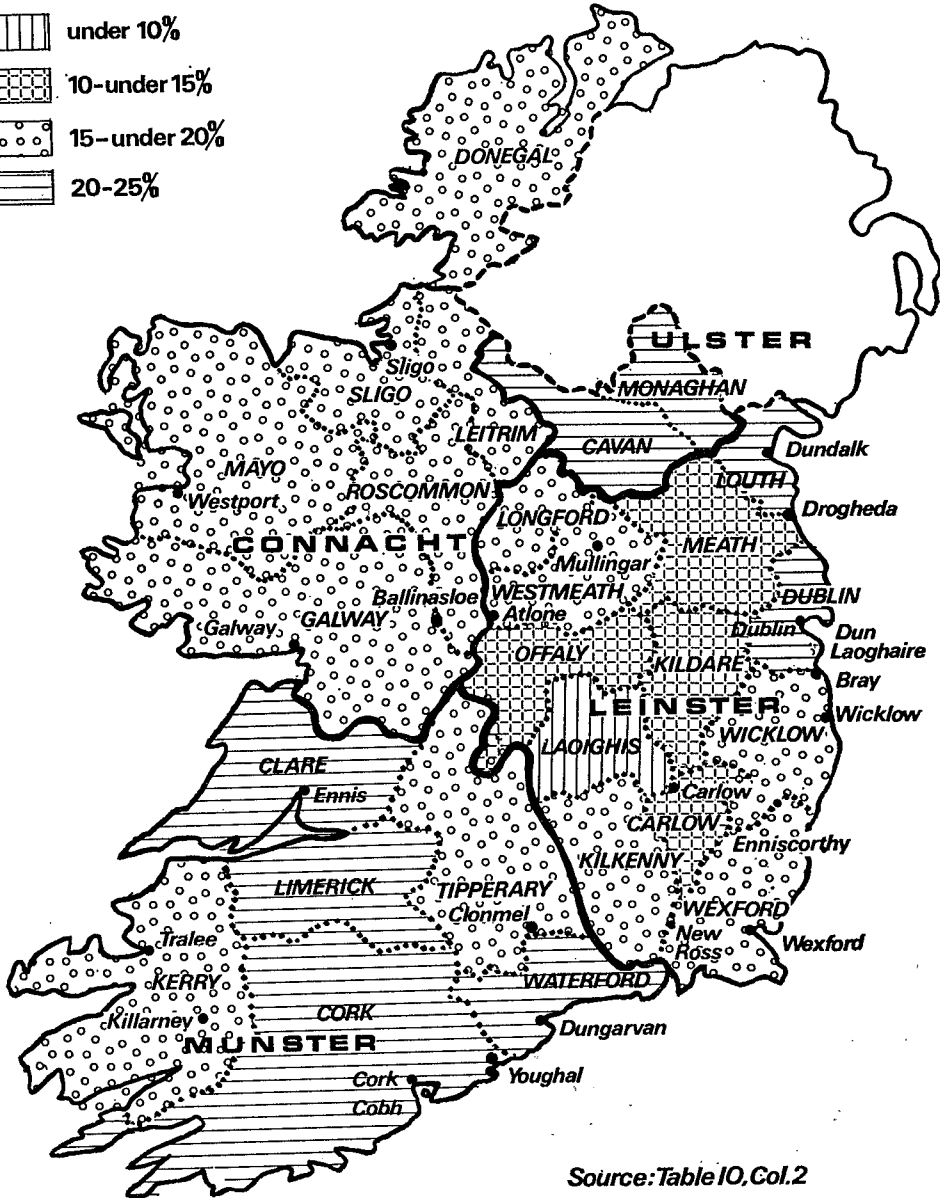 under 10%
10-under 15%
15-under 20%
20-25%
DONEGAL
ULSTER
MONAGHAN
Sligo
SLIGO
LEITRIM
CAVAN
Dundalk
LOUTH
MAYO
Westport
ROSCOMMON
LONGFORD
Drogheda
CONNACHT
MEATH
Mullingar
Ballinasloe
WESTMEATH
DUBLIN
Atlone
Galway
GALWAY
Dublin
Dun
Laoghaire
OFFALY
KILDARE
Bray
LEINSTER
Wicklow
WICKLOW
LAOIGHIS
CLARE
Ennis
Carlow
CARLOW
Enniscorthy
KILKENNY
LIMERICK
TIPPERARY
Clonmel
WEXFORD
New
Ross
Wexford
Tralee
KERRY
WATERFORD
Killarney
CORK
Dungarvan
MUNSTER
Cork
Youghal
Cobh
Source: Table 10, Col.2